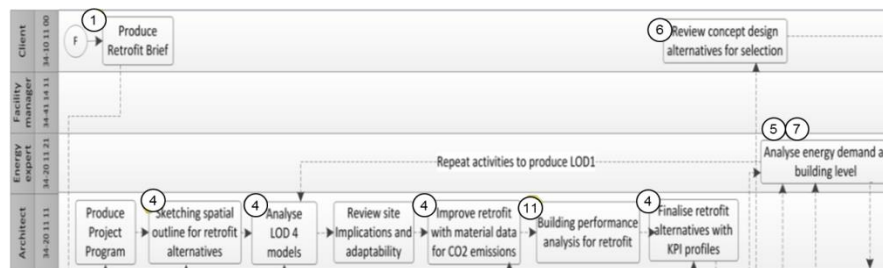 Client
34-10 11 00
F
1
Produce
Retrofit Brief
6
Review concept design
alternatives for selection
Facility
manager
34-41 14 11
Energy
expert
34-20 11 21
Repeat activities to produce LOD1
5
7
Analyse energy demand a
building level
Architect
34-20 11 11
Produce
Project
Program
4
Sketching spatial
outline for retrofit
alternatives
4
Analyse
LOD 4
models
Review site
Implications and
adaptability
4
Improve retrofit
with material data
for CO2 emissions
11
Building performance
analysis for retrofit
4
Finalise retrofit
alternatives with
KPI profiles